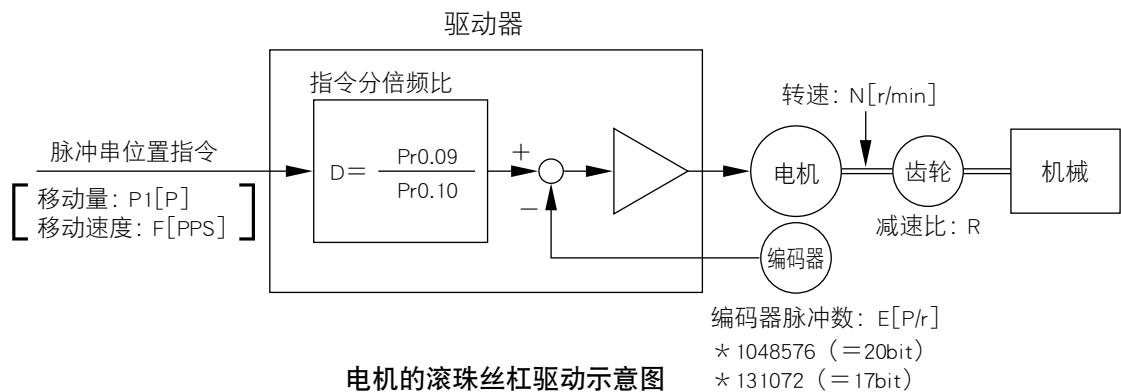 驱动器
指令分倍频比
转速: N[r/min]
脉冲串位置指令
移动量: P1[P]
移动速度: F[PPS]
D= Pr0.09
Pr0.10
+
−
电机
齿轮
机械
减速比: R
编码器
编码器脉冲数: E[P/r]
＊1048576（＝20bit）
＊131072（＝17bit）
电机的滚珠丝杠驱动示意图